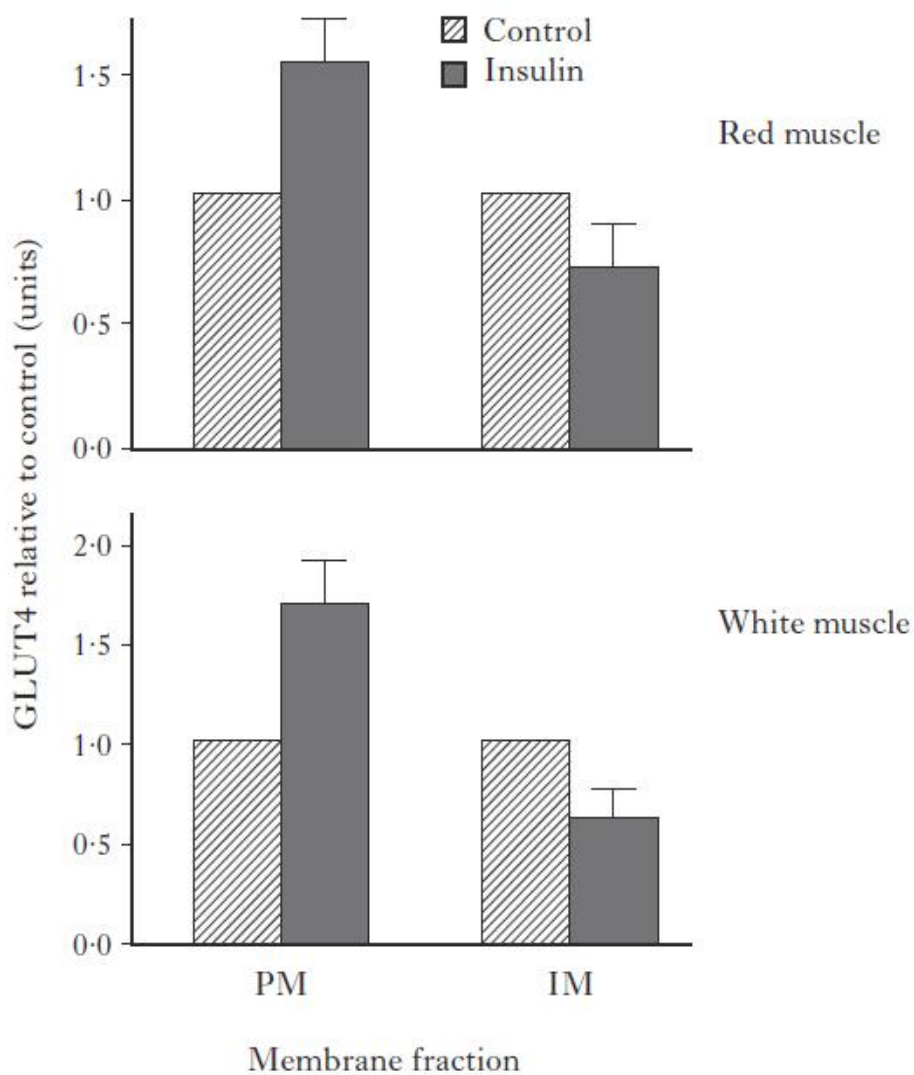 Control
Insulin
Red muscle
1·5
1·0
0·5
0·0
GLUT4 relative to control (units)
White muscle
2·0
1·5
1·0
0·5
0·0
PM IM
Membrane fraction